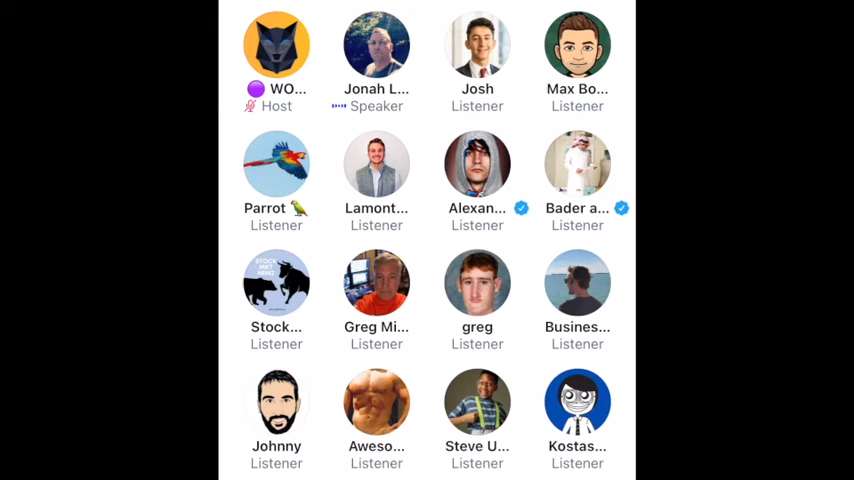 🟣 WO...
Jonah L...
Josh
Max Bo...
Host
Speaker
Listener
Listener
Parrot 🦜
Lamont...
Alexan...
Bader a...
Listener
Listener
Listener
Listener
STOCK
Stock...
Greg Mi...
greg
Busines...
Listener
Listener
Listener
Listener
Johnny
Aweso...
Steve U...
Kostas...
Listener
Listener
Listener
Listener